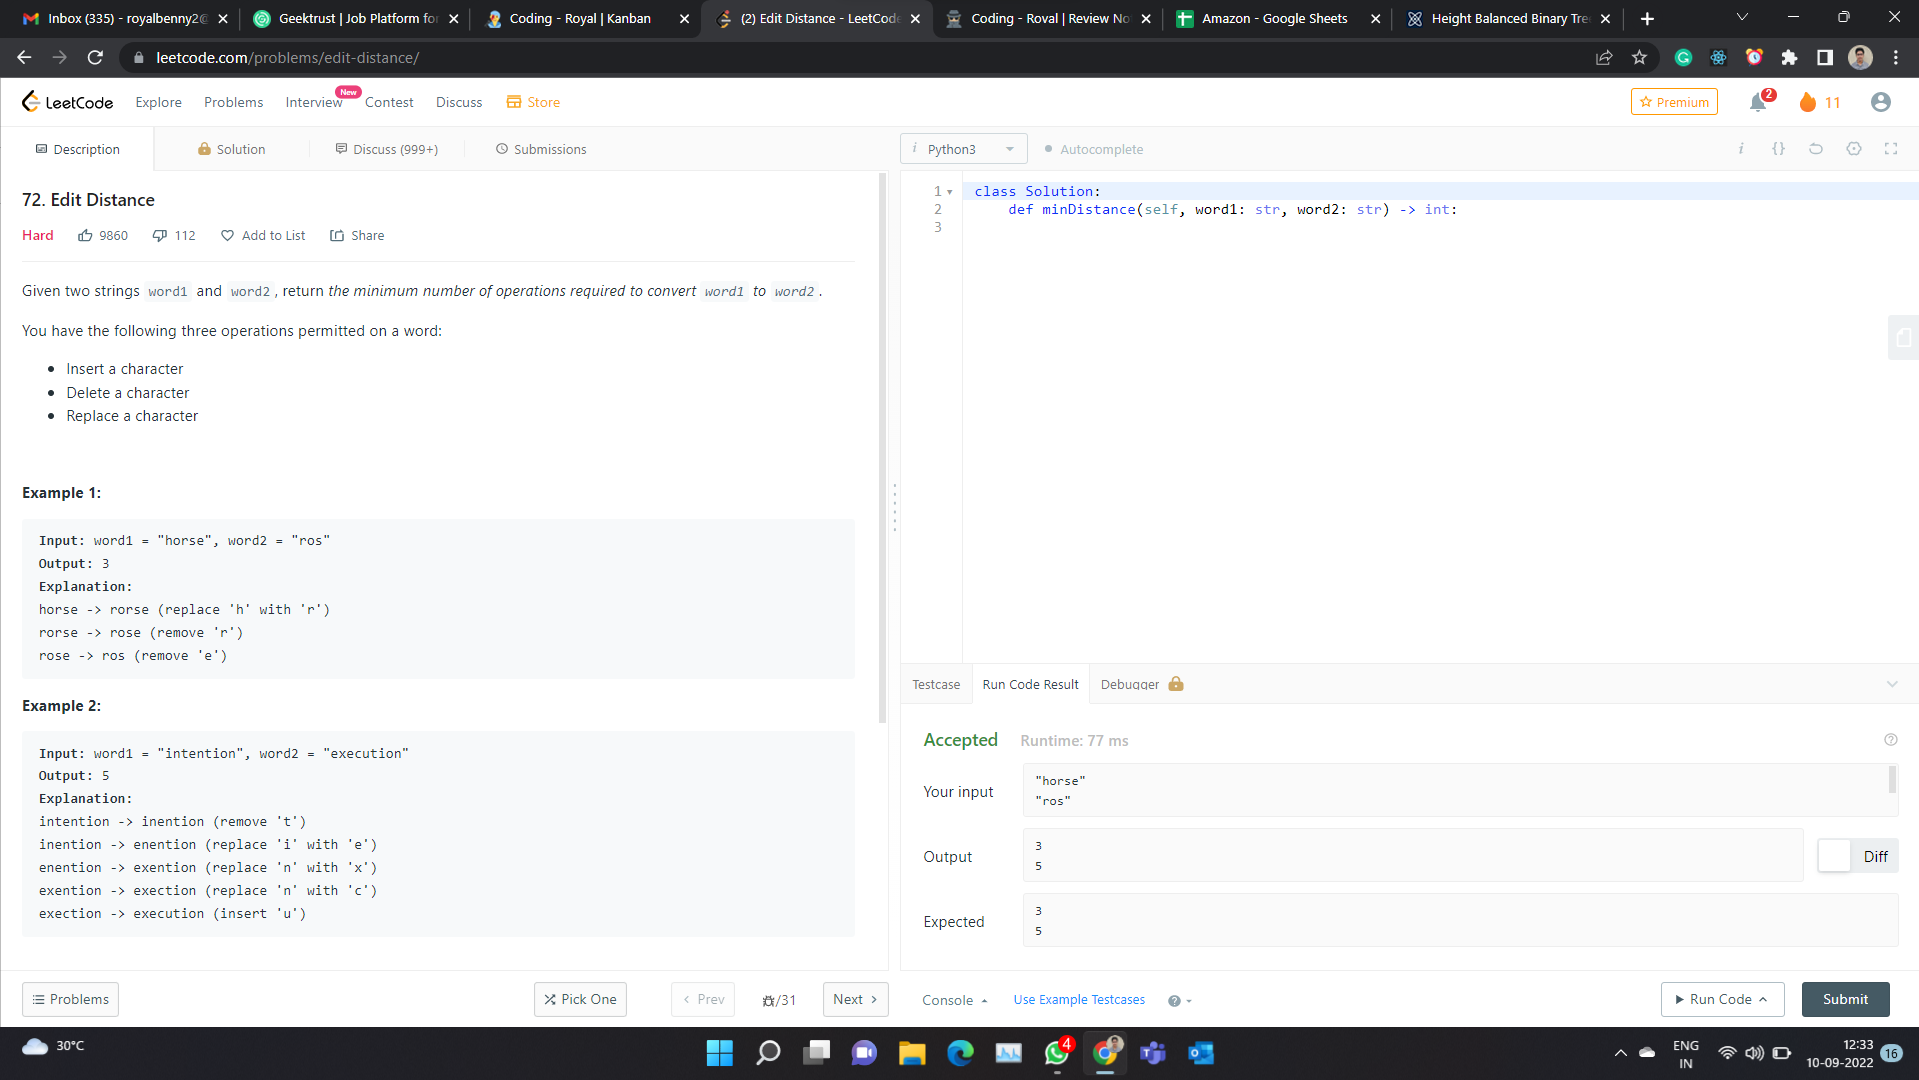 Inbox (335) - royalbenny2@
Geektrust | Job Platform for
Coding - Royal | Kanban
(2) Edit Distance - LeetCode
Coding - Royal | Review No
Amazon - Google Sheets
Height Balanced Binary Tree
leetcode.com/problems/edit-distance/
LeetCode Explore Problems Interview New Contest Discuss Store Premium 2 11
Description Solution Discuss (999+) Submissions
i Python3 Autocomplete i {}
72. Edit Distance
Hard 9860 112 Add to List Share
Given two strings word1 and word2, return the minimum number of operations required to convert word1 to word2.
You have the following three operations permitted on a word:
• Insert a character
• Delete a character
• Replace a character
Example 1:
Input: word1 = "horse", word2 = "ros"
Output: 3
Explanation:
horse -> rorse (replace 'h' with 'r')
rorse -> rose (remove 'r')
rose -> ros (remove 'e')
Example 2:
Input: word1 = "intention", word2 = "execution"
Output: 5
Explanation:
intention -> inention (remove 't')
inention -> enention (replace 'i' with 'e')
enention -> exention (replace 'n' with 'x')
exention -> exection (replace 'n' with 'c')
exection -> execution (insert 'u')
1 class Solution:
2 def minDistance(self, word1: str, word2: str) -> int:
3
Testcase Run Code Result Debugger
Accepted Runtime: 77 ms
Your input
"horse"
"ros"
Output
3
5
Diff
Expected
3
5
Problems Pick One < Prev /31 Next >
Console Use Example Testcases ? Run Code Submit
30°C
4
ENG
IN
12:33
10-09-2022
16